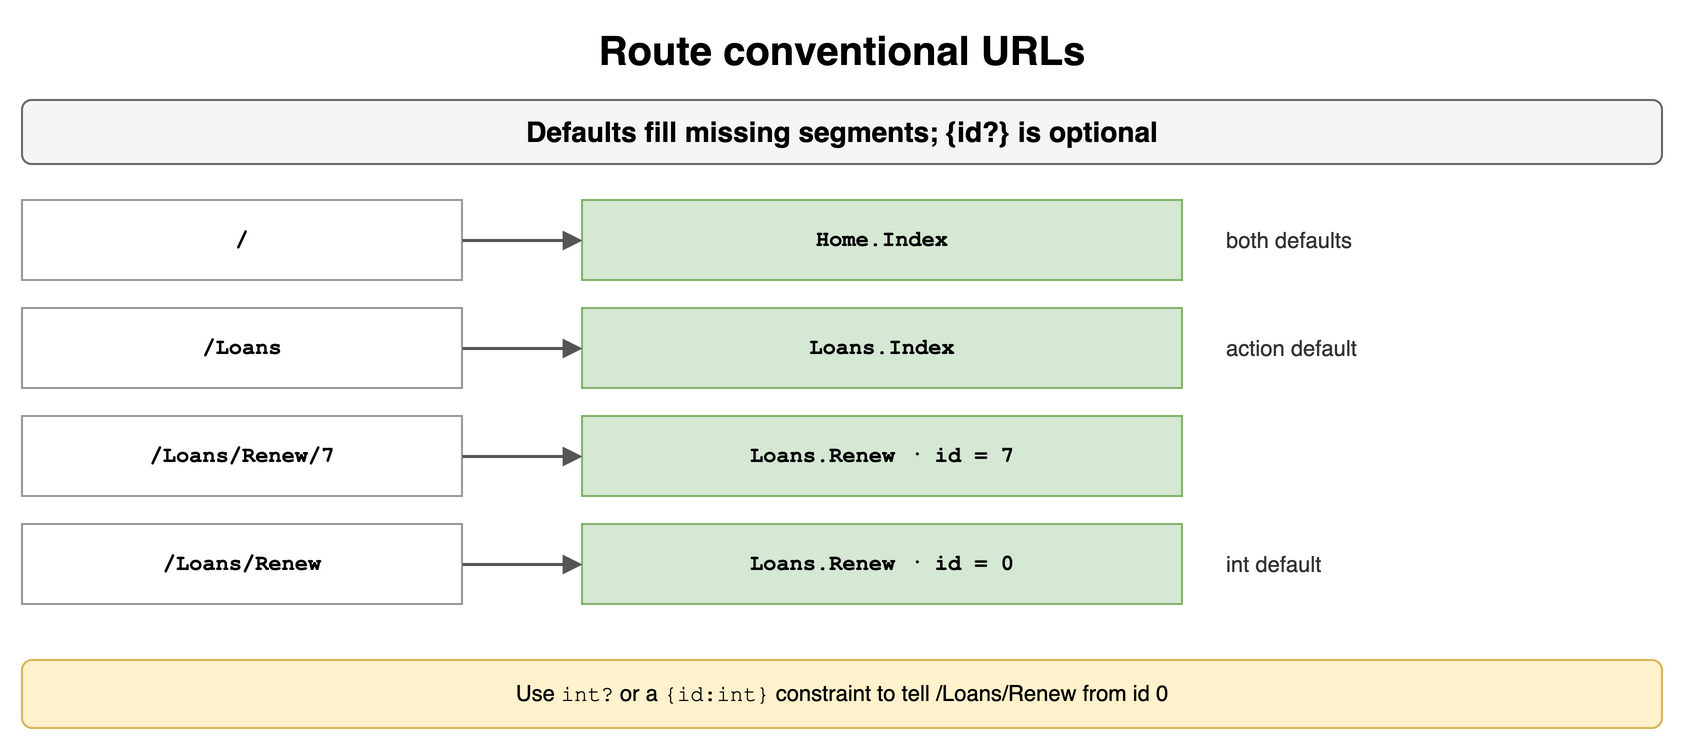 Route conventional URLs
Defaults fill missing segments; {id?} is optional
/
Home.Index
both defaults
/Loans
Loans.Index
action default
/Loans/Renew/7
Loans.Renew · id = 7
/Loans/Renew
Loans.Renew · id = 0
int default
Use int? or a {id:int} constraint to tell /Loans/Renew from id 0